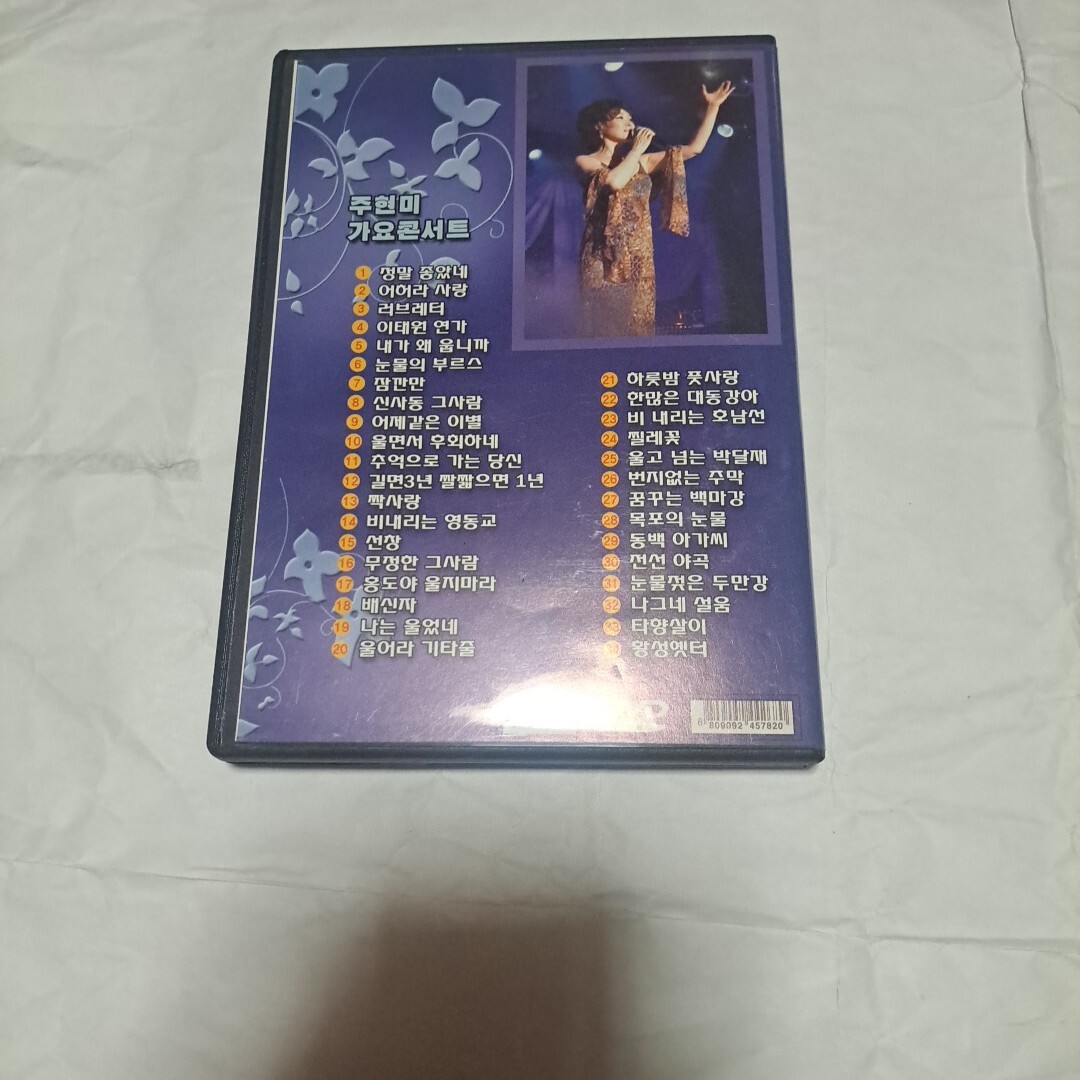 주현미
가요콘서트
1 정말 좋았네
2 어허라 사랑
3 러브레터
4 이태원 연가
5 내가 왜 웁니까
6 눈물의 부르스
7 잠깐만
8 신사동 그사람
9 어제같은 이별
10 울면서 후회하네
11 추억으로 가는 당신
12 길면3년 짤짧으면 1년
13 짝사랑
14 비내리는 영동교
15 선창
16 무정한 그사람
17 홍도야 울지마라
18 배신자
19 나는 울었네
20 울어라 기타줄
21 하룻밤 풋사랑
22 한많은 대동강아
23 비 내리는 호남선
24 찔레꽃
25 울고 넘는 박달재
26 번지없는 주막
27 꿈꾸는 백마강
28 목포의 눈물
29 동백 아가씨
30 전선 야곡
31 눈물젖은 두만강
32 나그네 설움
33 타향살이
34 황성옛터
8 809092 457820